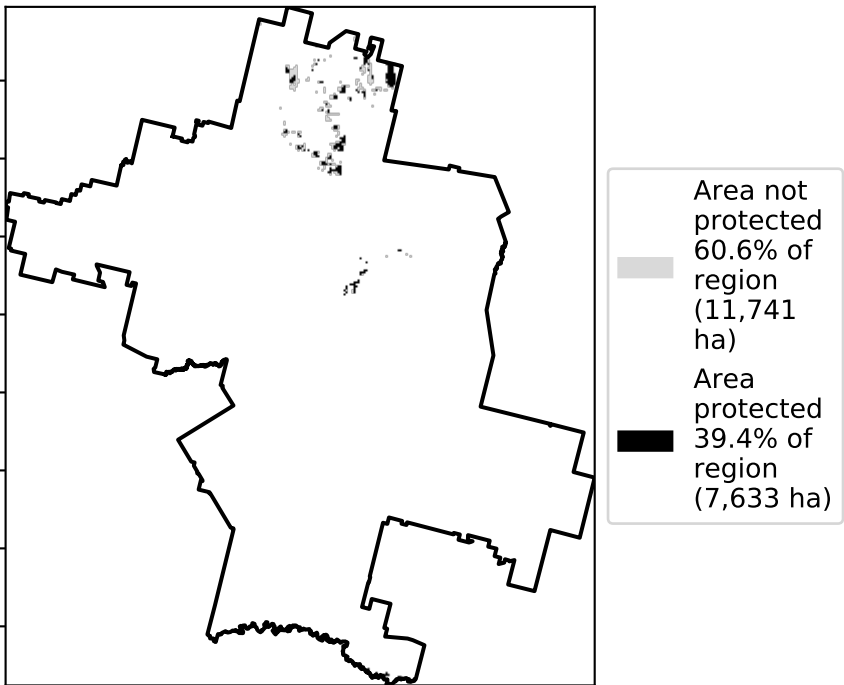 Area not
protected
60.6% of
region
(11,741
ha)
Area
protected
39.4% of
region
(7,633 ha)